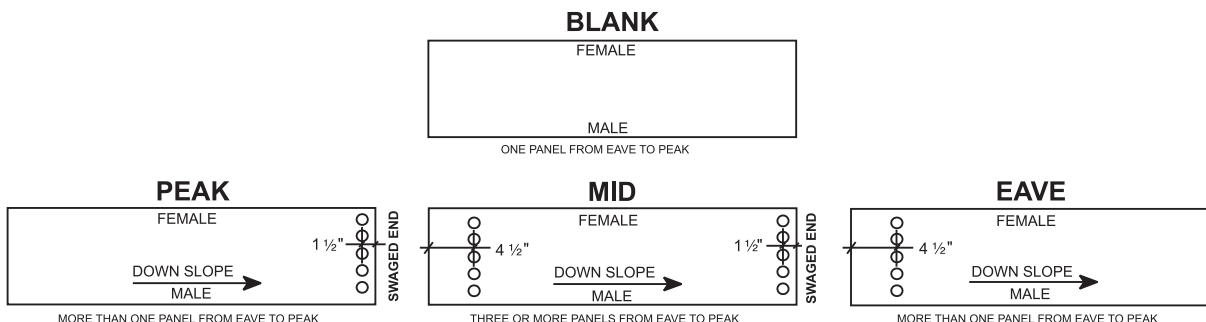 BLANK
FEMALE
MALE
ONE PANEL FROM EAVE TO PEAK
PEAK
FEMALE
1 ½"
SWAGED END
DOWN SLOPE
MALE
MORE THAN ONE PANEL FROM EAVE TO PEAK
MID
FEMALE
4 ½"
1 ½"
SWAGED END
DOWN SLOPE
MALE
THREE OR MORE PANELS FROM EAVE TO PEAK
EAVE
FEMALE
4 ½"
DOWN SLOPE
MALE
MORE THAN ONE PANEL FROM EAVE TO PEAK